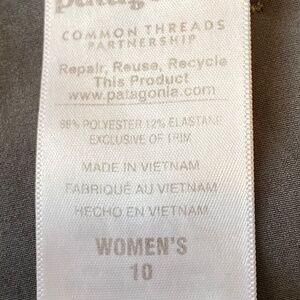 patagonia
COMMON THREADS
PARTNERSHIP
Repair, Reuse, Recycle
This Product
www.patagonia.com
88% POLYESTER 12% ELASTANE
EXCLUSIVE OF TRIM
MADE IN VIETNAM
FABRIQUÉ AU VIETNAM
HECHO EN VIETNAM
WOMEN'S
10